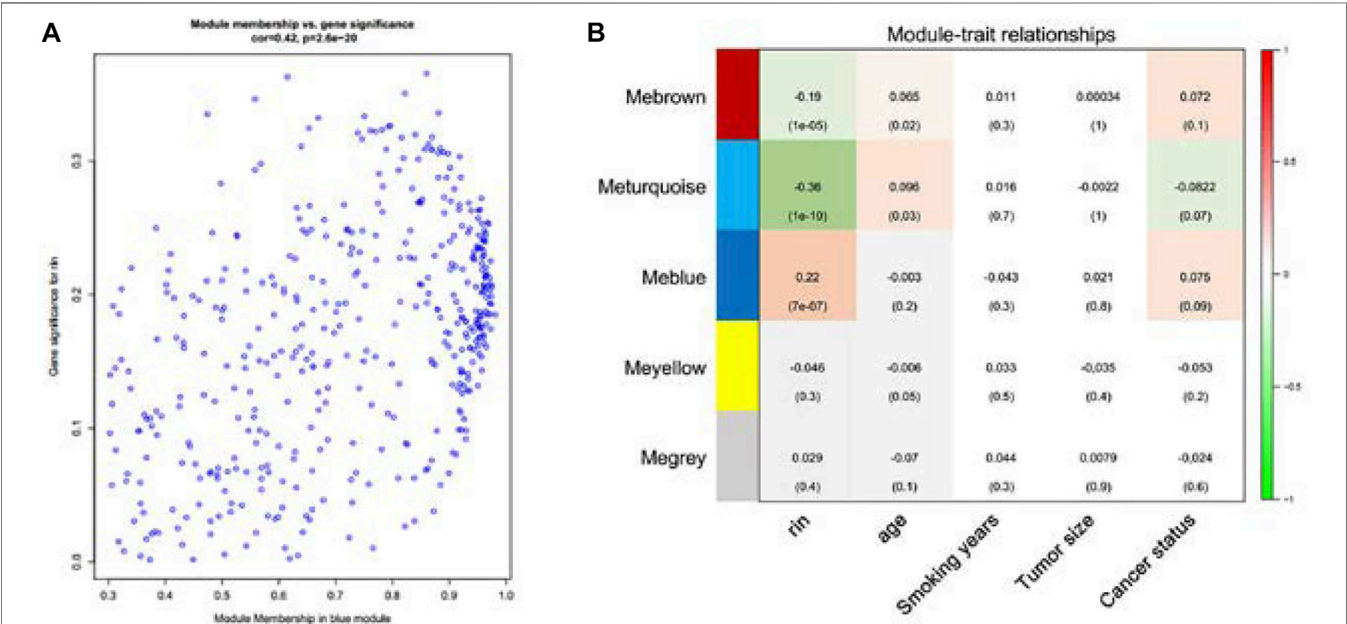 A
Module membership vs. gene significance
cor=0.42, p=2.6e-20
Gene significance for rin
0.3
0.2
0.1
0.0
0.3 0.4 0.5 0.6 0.7 0.8 0.9 1.0
Module Membership in blue module
B
Module-trait relationships
Mebrown
-0.19 0.065 0.011 0.00034 0.072
(1e-05) (0.02) (0.3) (1) (0.1)
Meturquoise
-0.36 0.096 0.016 -0.0022 -0.0822
(1e-10) (0.03) (0.7) (1) (0.07)
Meblue
0.22 -0.003 -0.043 0.021 0.075
(7e-07) (0.2) (0.3) (0.8) (0.09)
Meyellow
-0.046 -0.006 0.033 -0,035 -0.053
(0.3) (0.05) (0.5) (0.4) (0.2)
Megrey
0.029 -0.07 0.044 0.0079 -0,024
(0.4) (0.1) (0.3) (0.9) (0.6)
rin age Smoking years Tumor size Cancer status
1
0.5
0
-0.5
-1